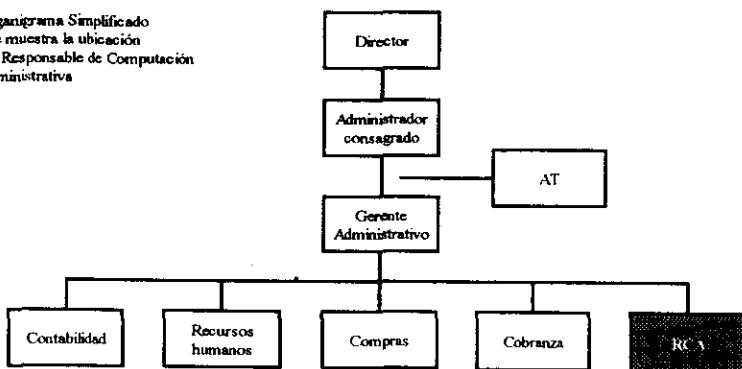 ganigrama Simplificado
e muestra la ubicación
Responsable de Computación
ministrativa
Director
Administrador
consagrado
AT
Gerente
Administrativo
Contabilidad
Recursos
humanos
Compras
Cobranza
RCA